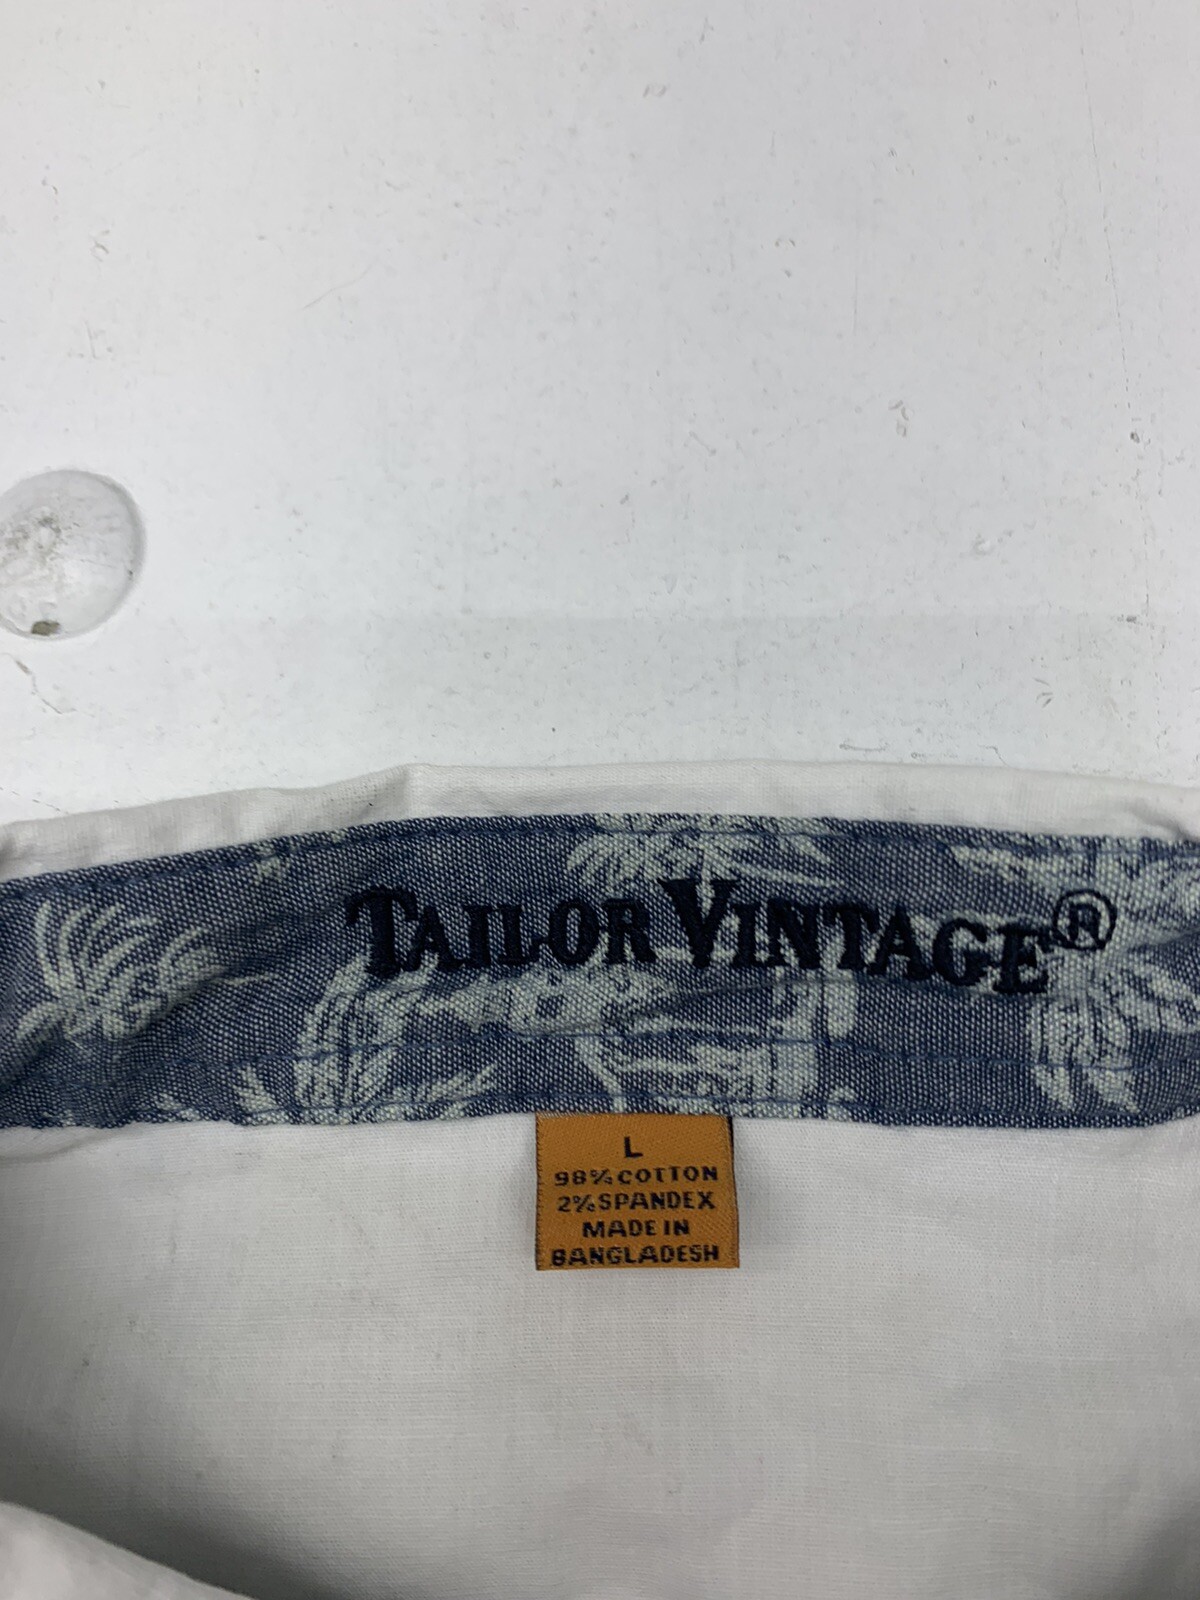 TAILOR VINTAGE®
L
98% COTTON
2% SPANDEX
MADE IN
BANGLADESH